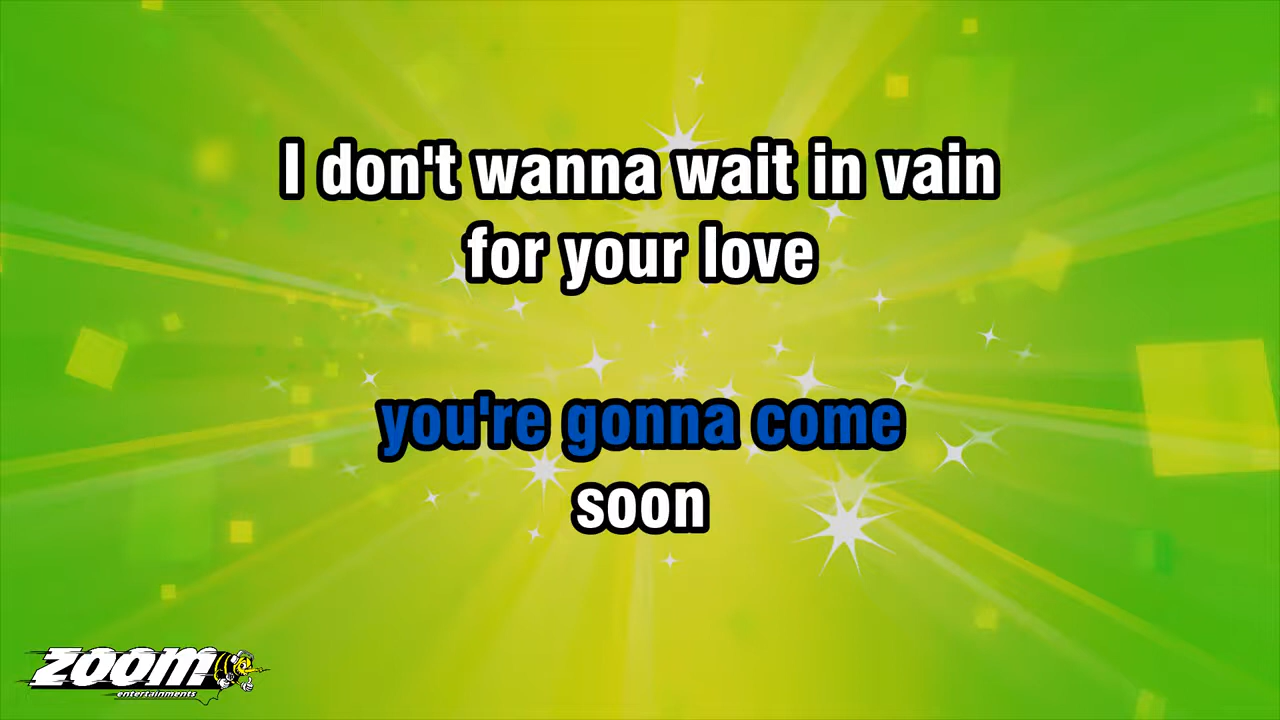 I don't wanna wait in vain
for your love
you're gonna come
soon
zoom
entertainments